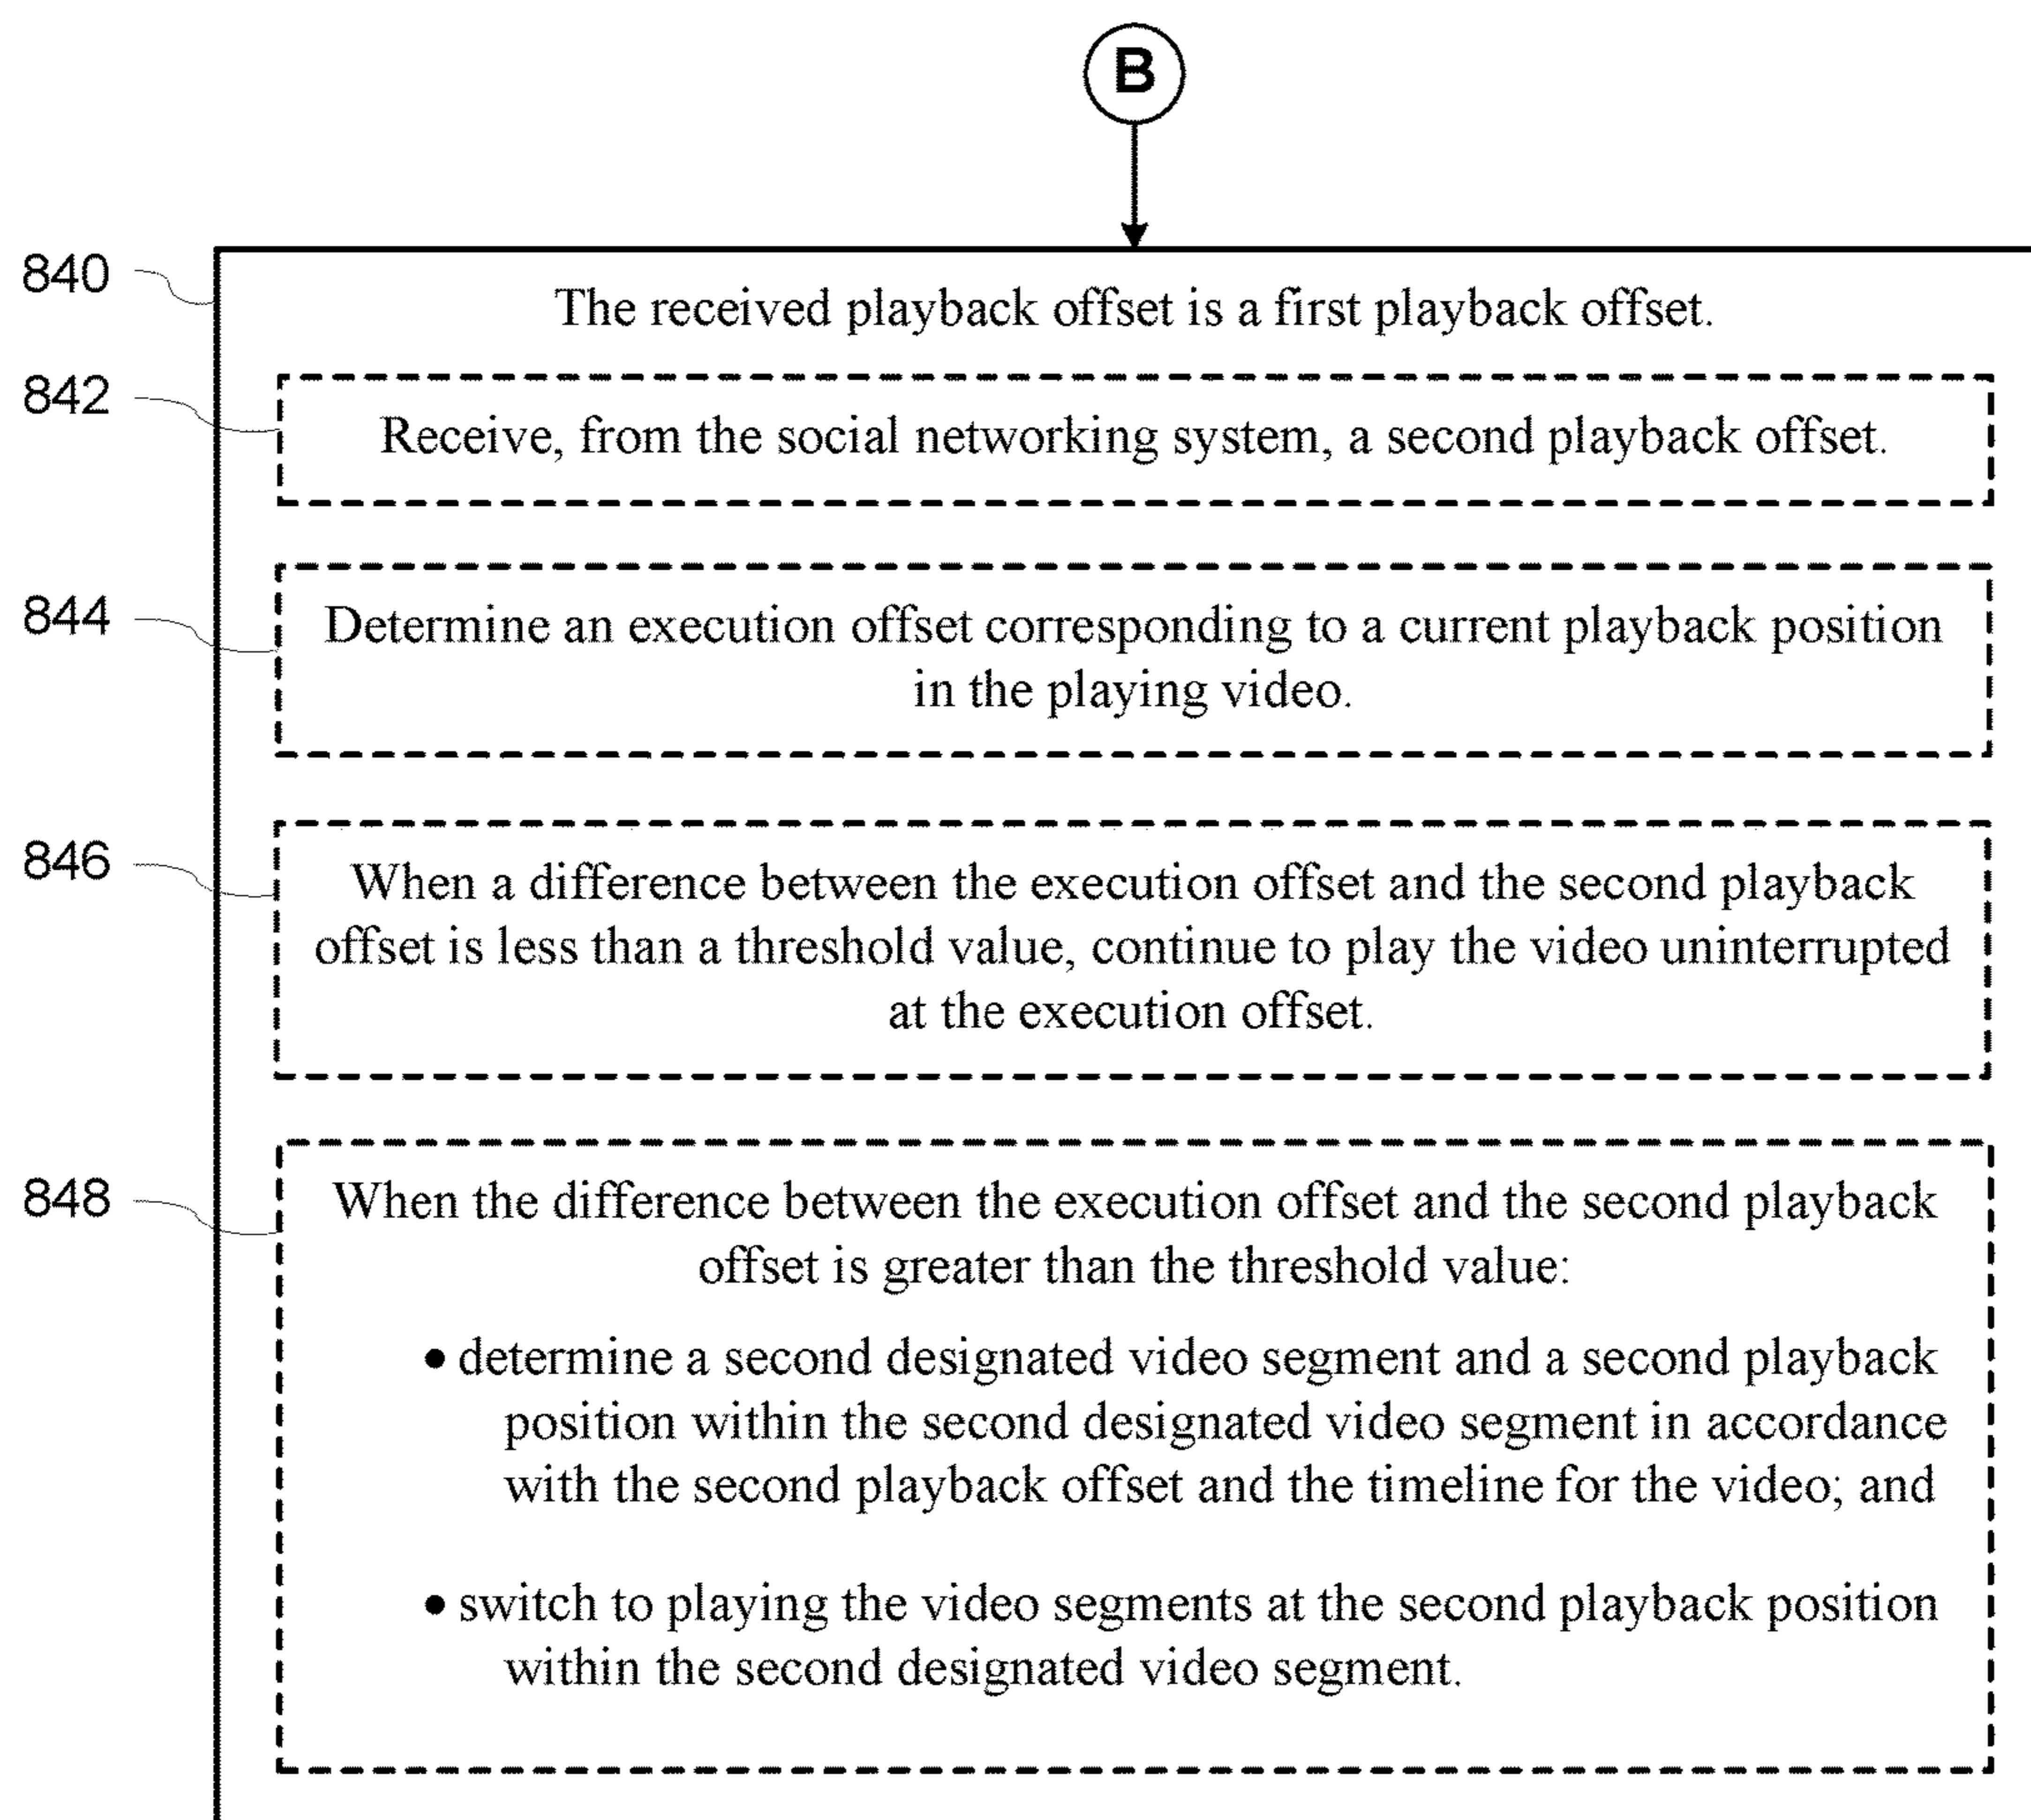 B
840
The received playback offset is a first playback offset.
842
Receive, from the social networking system, a second playback offset.
844
Determine an execution offset corresponding to a current playback position
in the playing video.
846
When a difference between the execution offset and the second playback
offset is less than a threshold value, continue to play the video uninterrupted
at the execution offset.
848
When the difference between the execution offset and the second playback
offset is greater than the threshold value:
• determine a second designated video segment and a second playback
position within the second designated video segment in accordance
with the second playback offset and the timeline for the video; and
• switch to playing the video segments at the second playback position
within the second designated video segment.